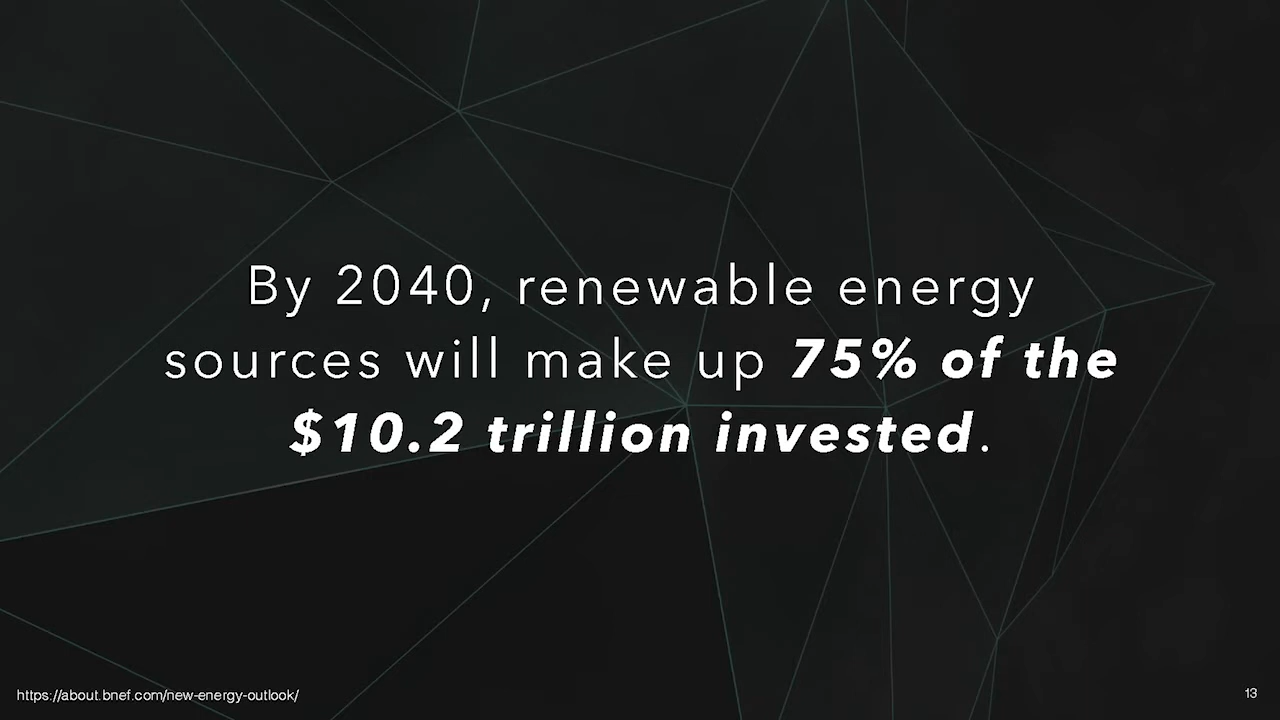 By 2040, renewable energy
sources will make up 75% of the
$10.2 trillion invested.
https://about.bnef.com/new-energy-outlook/
13